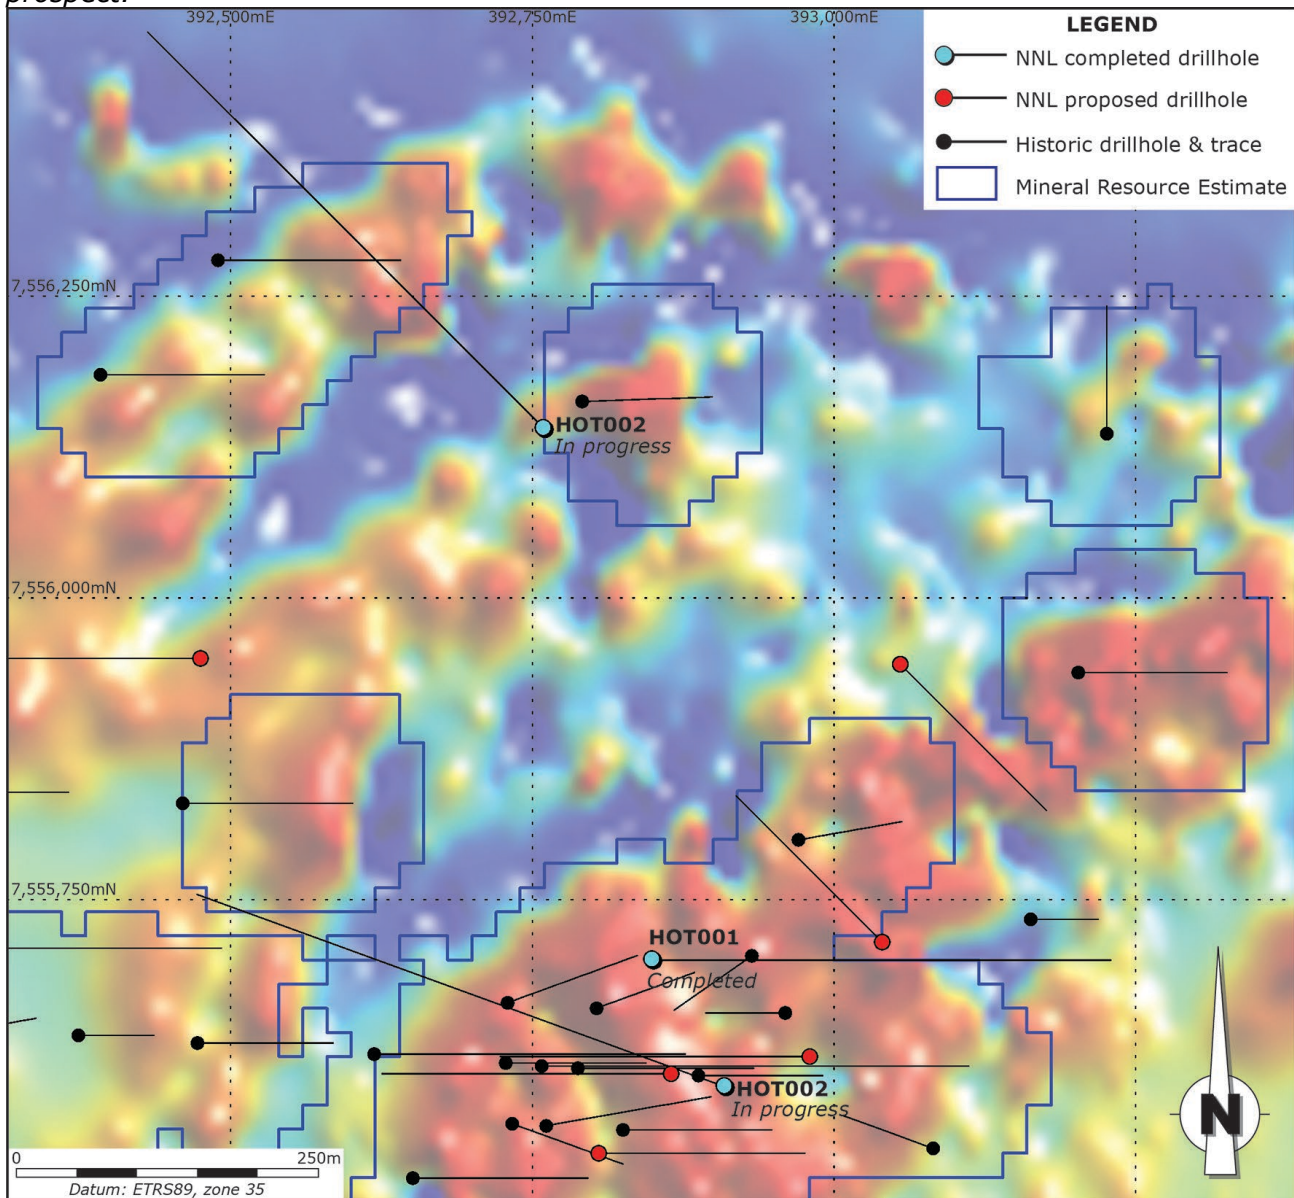 prospect.
392,500mE 392,750mE 393,000mE
LEGEND
NNL completed drillhole
NNL proposed drillhole
Historic drillhole & trace
Mineral Resource Estimate
7,556,250mN
HOT002
In progress
7,556,000mN
7,555,750mN
HOT001
Completed
HOT002
In progress
N
0 250m
Datum: ETRS89, zone 35